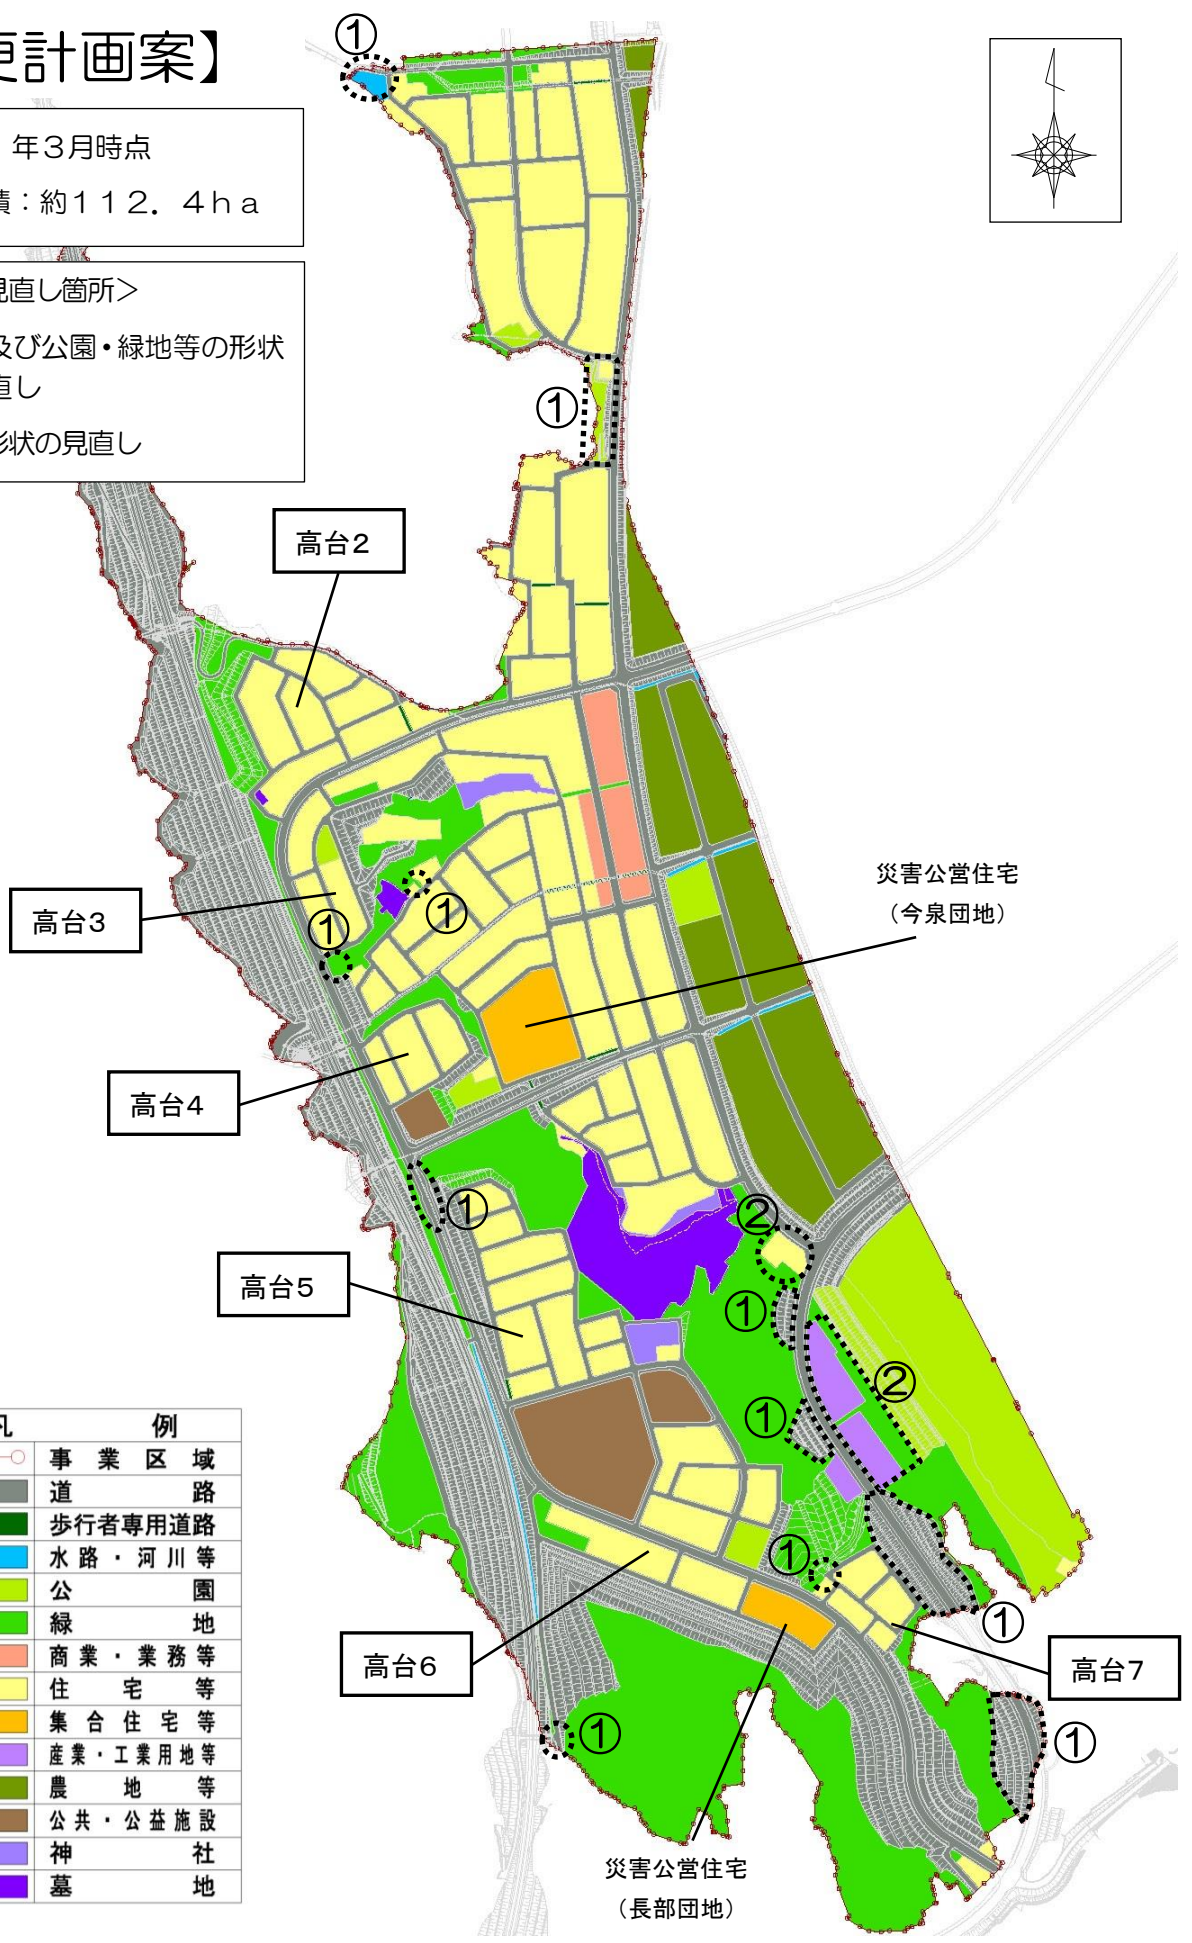 更計画案】
年３月時点
積：約１１２．４ｈａ
見直し箇所＞
及び公園・緑地等の形状
直し
形状の見直し
①
①
高台2
災害公営住宅
（今泉団地）
高台3
①
①
高台4
①
②
高台5
①
②
①
①
①
高台6
高台7
①
①
災害公営住宅
（長部団地）
凡例
事業区域
道路
歩行者専用道路
水路・河川等
公園
緑地
商業・業務等
住宅等
集合住宅等
産業・工業用地等
農地等
公共・公益施設
神社
墓地